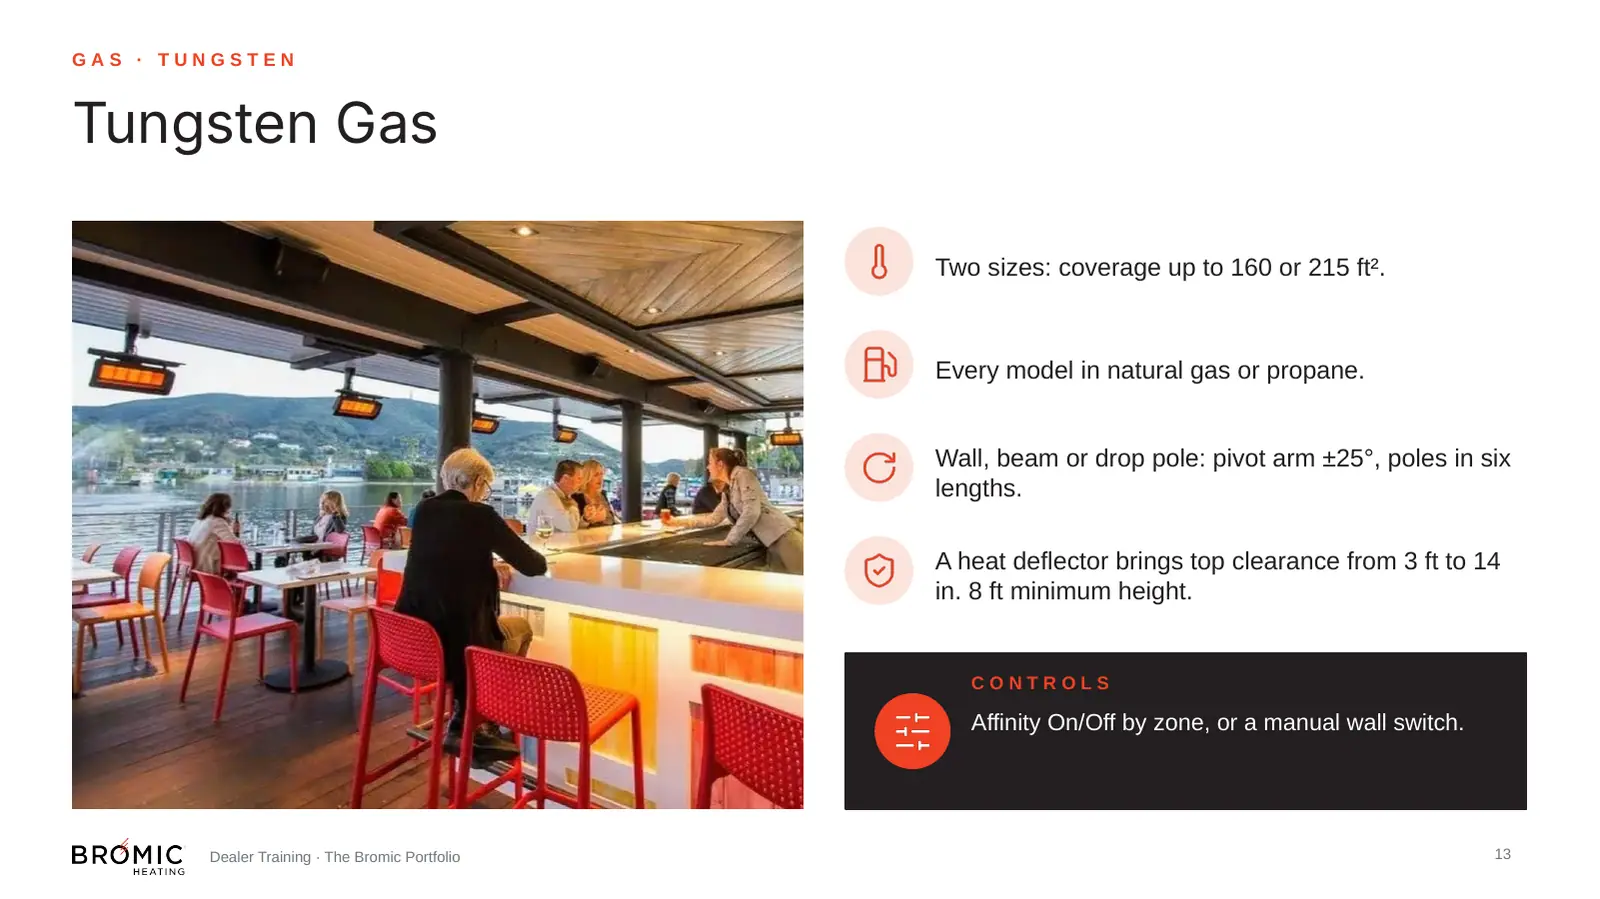 GAS · TUNGSTEN
Tungsten Gas
Two sizes: coverage up to 160 or 215 ft².
Every model in natural gas or propane.
Wall, beam or drop pole: pivot arm ±25°, poles in six
lengths.
A heat deflector brings top clearance from 3 ft to 14
in. 8 ft minimum height.
CONTROLS
Affinity On/Off by zone, or a manual wall switch.
BROMIC
HEATING
Dealer Training · The Bromic Portfolio
13